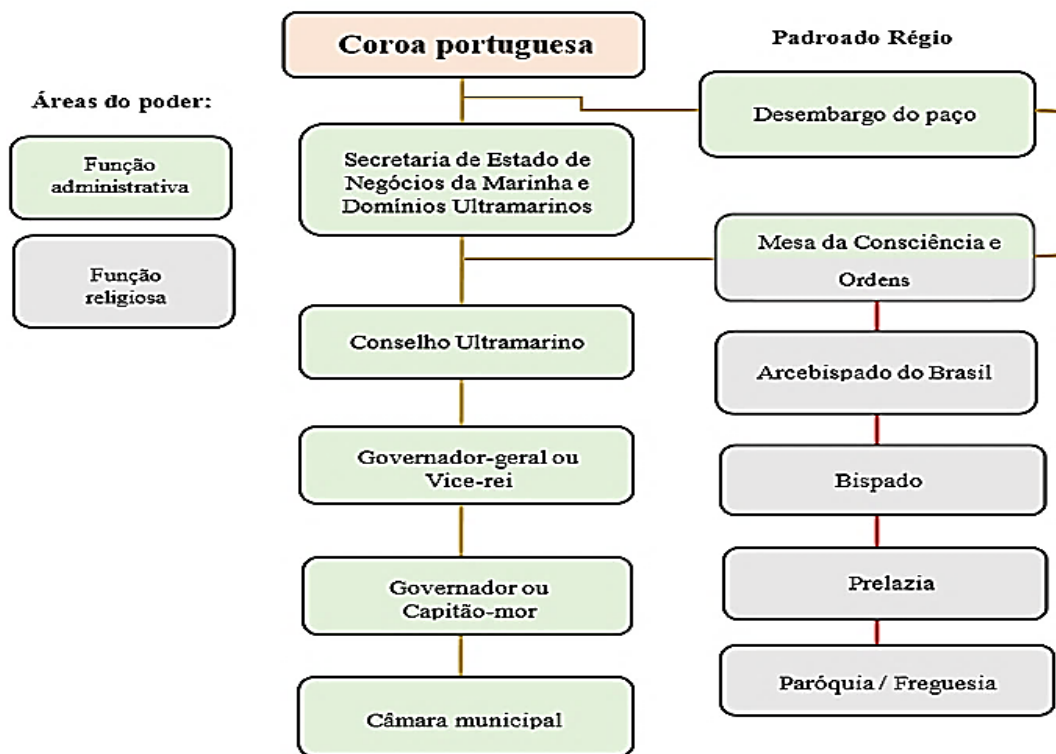 Coroa portuguesa
Padroado Régio
Áreas do poder:
Função
administrativa
Função
religiosa
Desembargo do paço
Secretaria de Estado de
Negócios da Marinha e
Domínios Ultramarinos
Mesa da Consciência e
Ordens
Conselho Ultramarino
Arcebispado do Brasil
Governador-geral ou
Vice-rei
Bispado
Governador ou
Capitão-mor
Prelazia
Câmara municipal
Paróquia / Freguesia